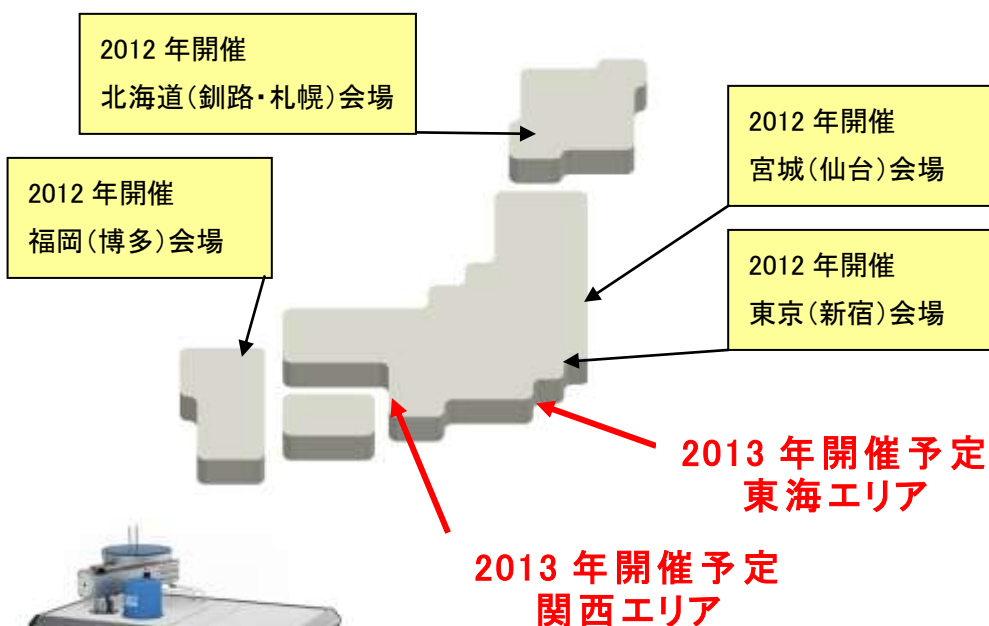 2012 年開催
北海道(釧路・札幌)会場
2012 年開催
宮城(仙台)会場
2012 年開催
福岡(博多)会場
2012 年開催
東京(新宿)会場
2013 年開催予定
東海エリア
2013 年開催予定
関西エリア